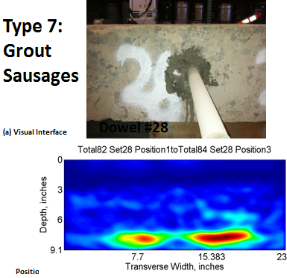 Type 7:
Grout
Sausages
28
(a) Visual Interface
Dowel #28
Total82 Set28 Position1toTotal84 Set28 Position3
0
3
6
9.1
Depth, inches
7.7
15.383
23
Transverse Width, inches
Positio